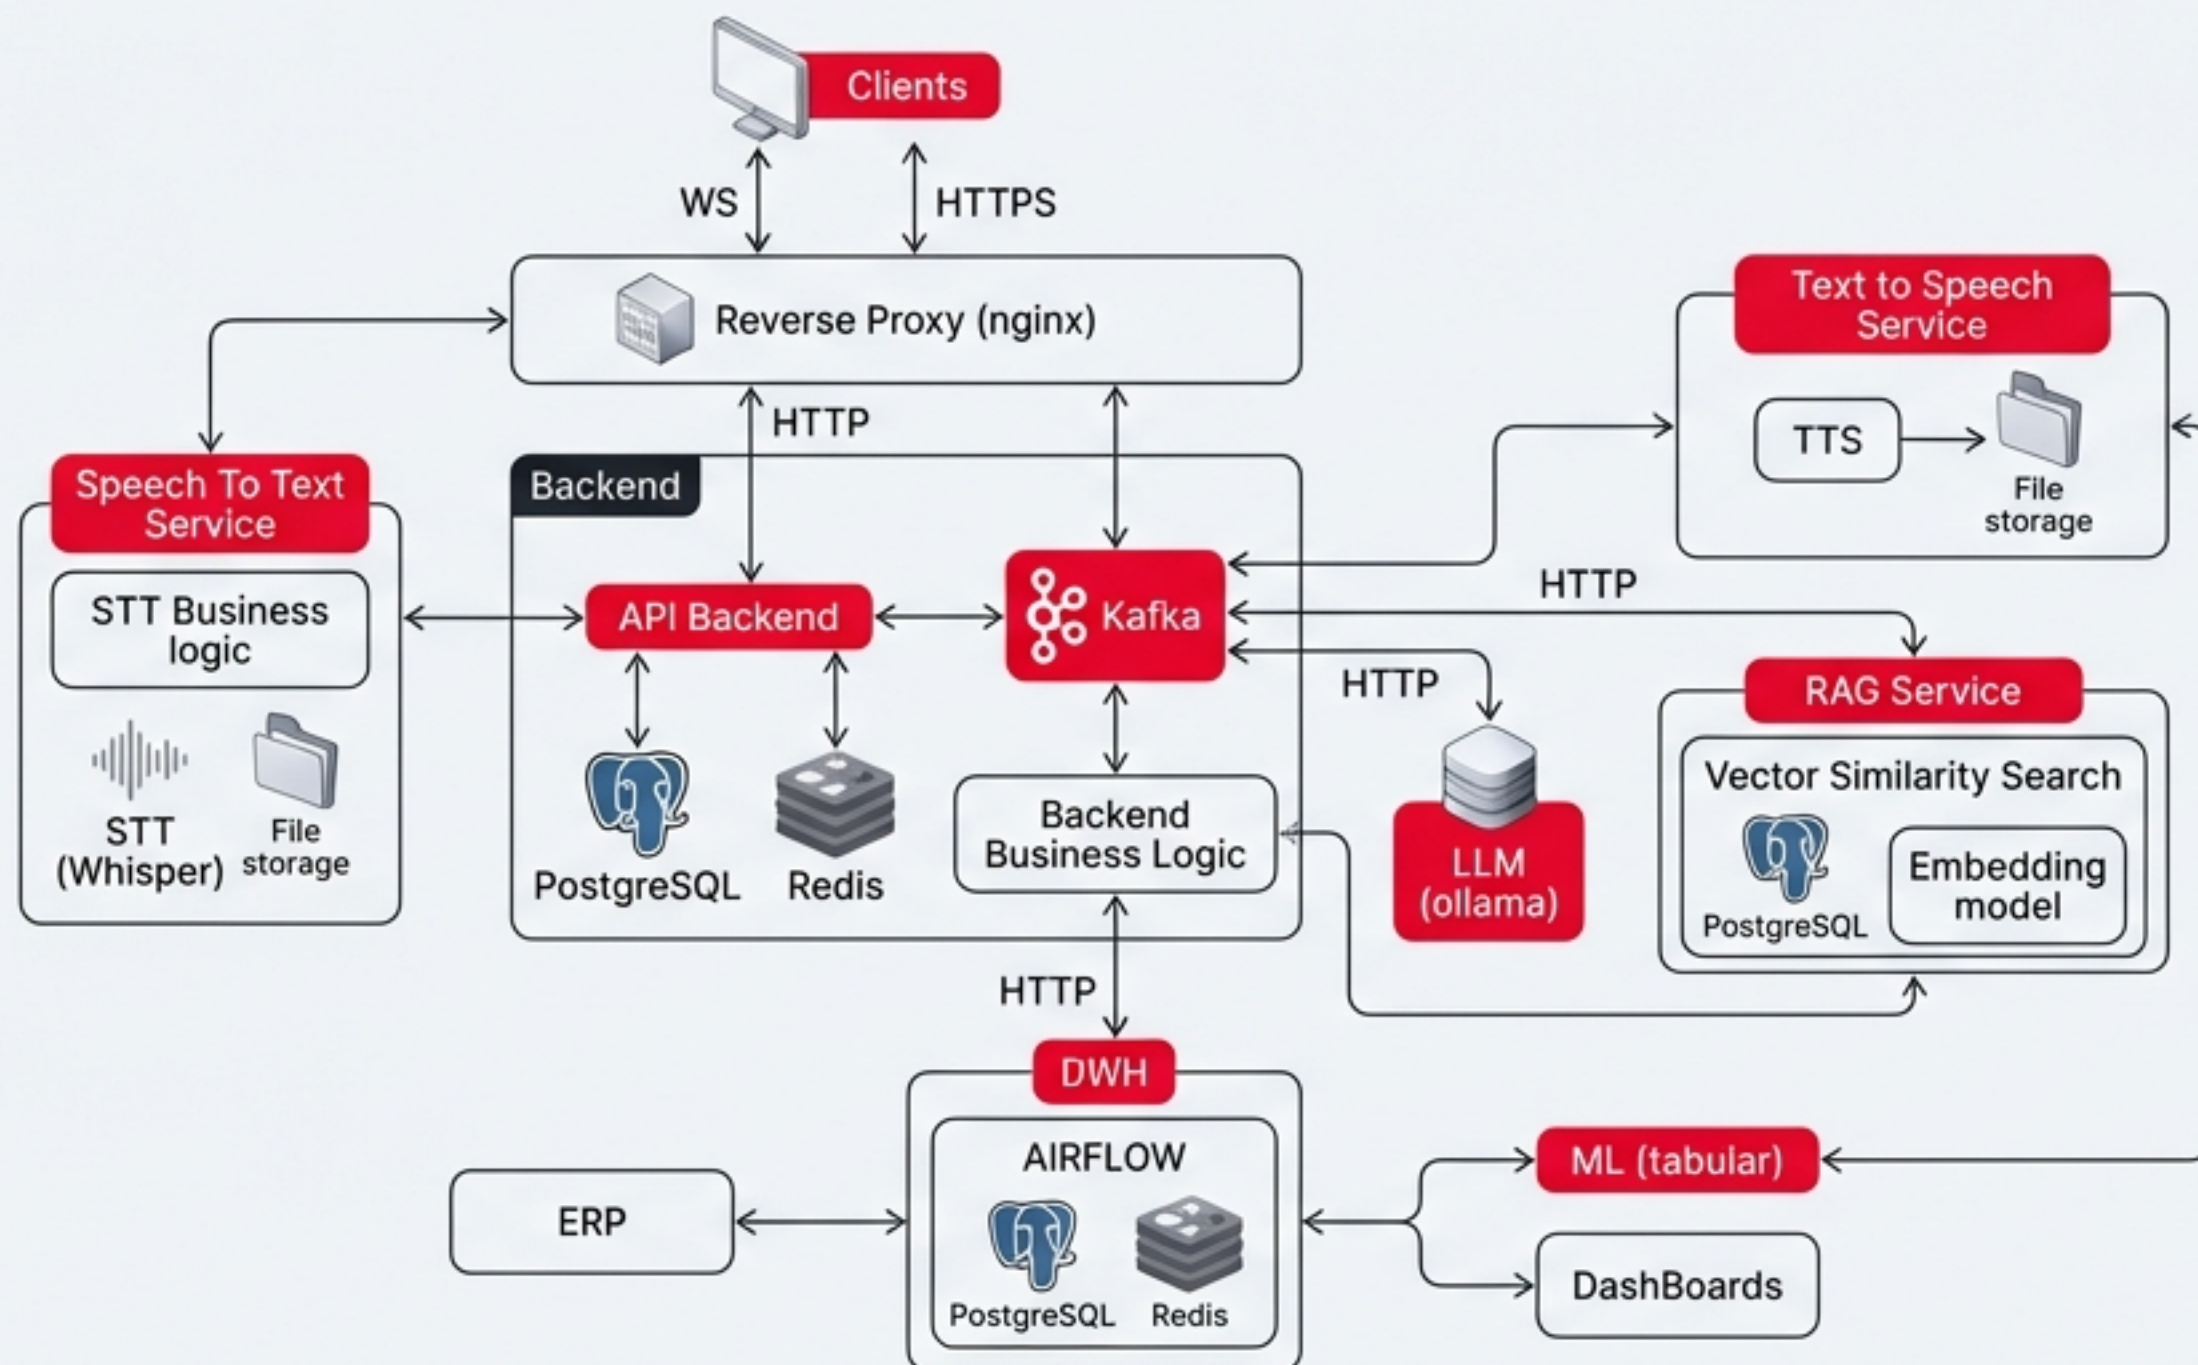 Clients
WS
HTTPS
Reverse Proxy (nginx)
HTTP
Text to Speech
Service
TTS
File
storage
Speech To Text
Service
STT Business
logic
STT
(Whisper)
File
storage
Backend
API Backend
Kafka
PostgreSQL
Redis
Backend
Business Logic
HTTP
HTTP
LLM
(ollama)
RAG Service
Vector Similarity Search
PostgreSQL
Embedding
model
HTTP
DWH
AIRFLOW
PostgreSQL
Redis
ERP
ML (tabular)
DashBoards